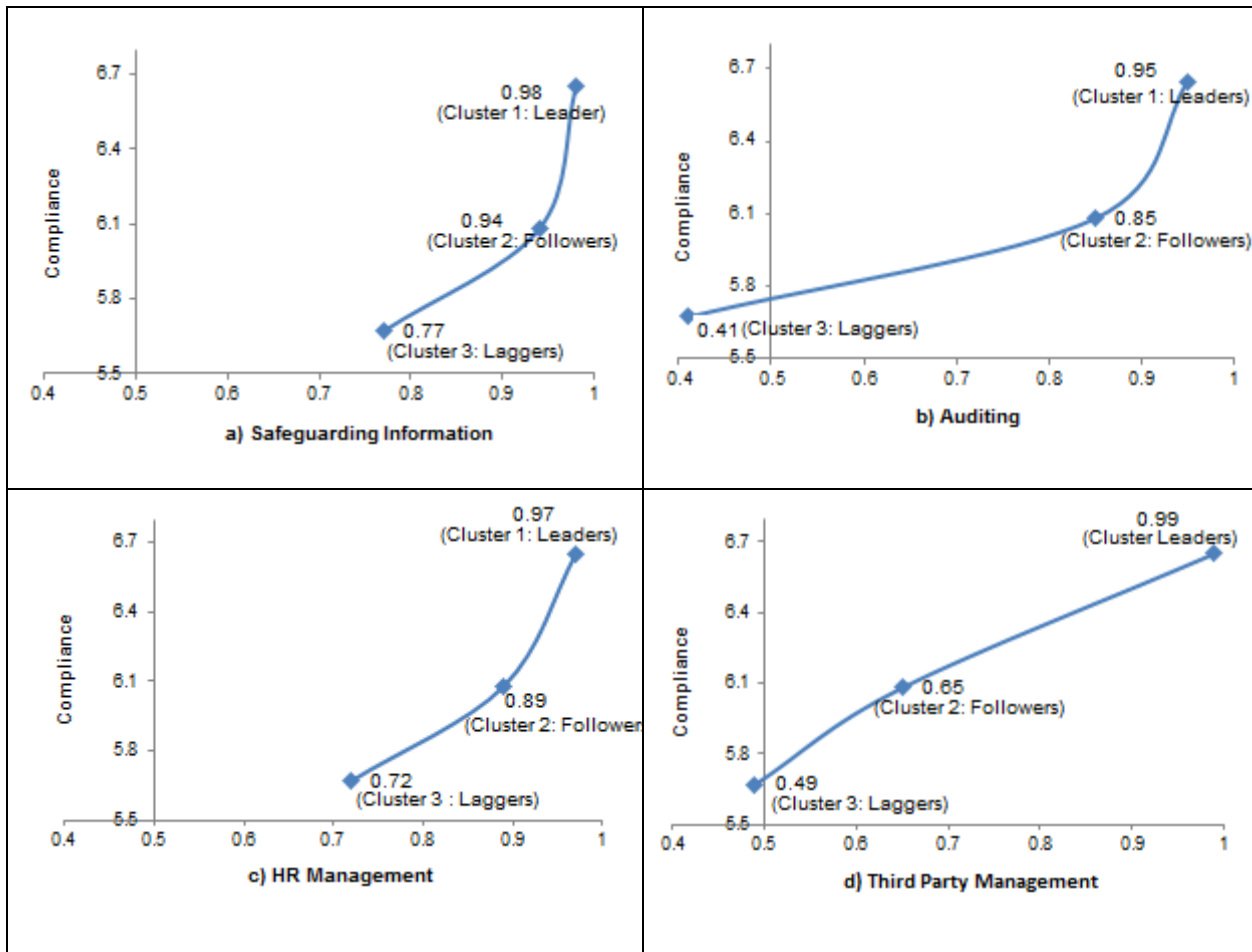 6.7
0.98
(Cluster 1: Leader)
6.4
Compliance
0.94
6.1
(Cluster 2: Followers)
5.8
0.77
(Cluster 3: Laggers)
5.5
0.4 0.5 0.6 0.7 0.8 0.9 1
a) Safeguarding Information
6.7
0.95
(Cluster 1: Leaders)
6.4
Compliance
6.1
0.85
(Cluster 2: Followers)
5.8
0.41 (Cluster 3: Laggers)
5.5
0.4 0.5 0.6 0.7 0.8 0.9 1
b) Auditing
0.97
6.7
(Cluster 1: Leaders)
6.4
Compliance
6.1
0.89
(Cluster 2: Follower
5.8
0.72
(Cluster 3 : Laggers)
5.5
0.4 0.5 0.6 0.7 0.8 0.9 1
c) HR Management
0.99
6.7
(Cluster Leaders)
6.4
Compliance
6.1
0.65
(Cluster 2: Followers)
5.8
0.49
(Cluster 3: Laggers)
5.5
0.4 0.5 0.6 0.7 0.8 0.9 1
d) Third Party Management